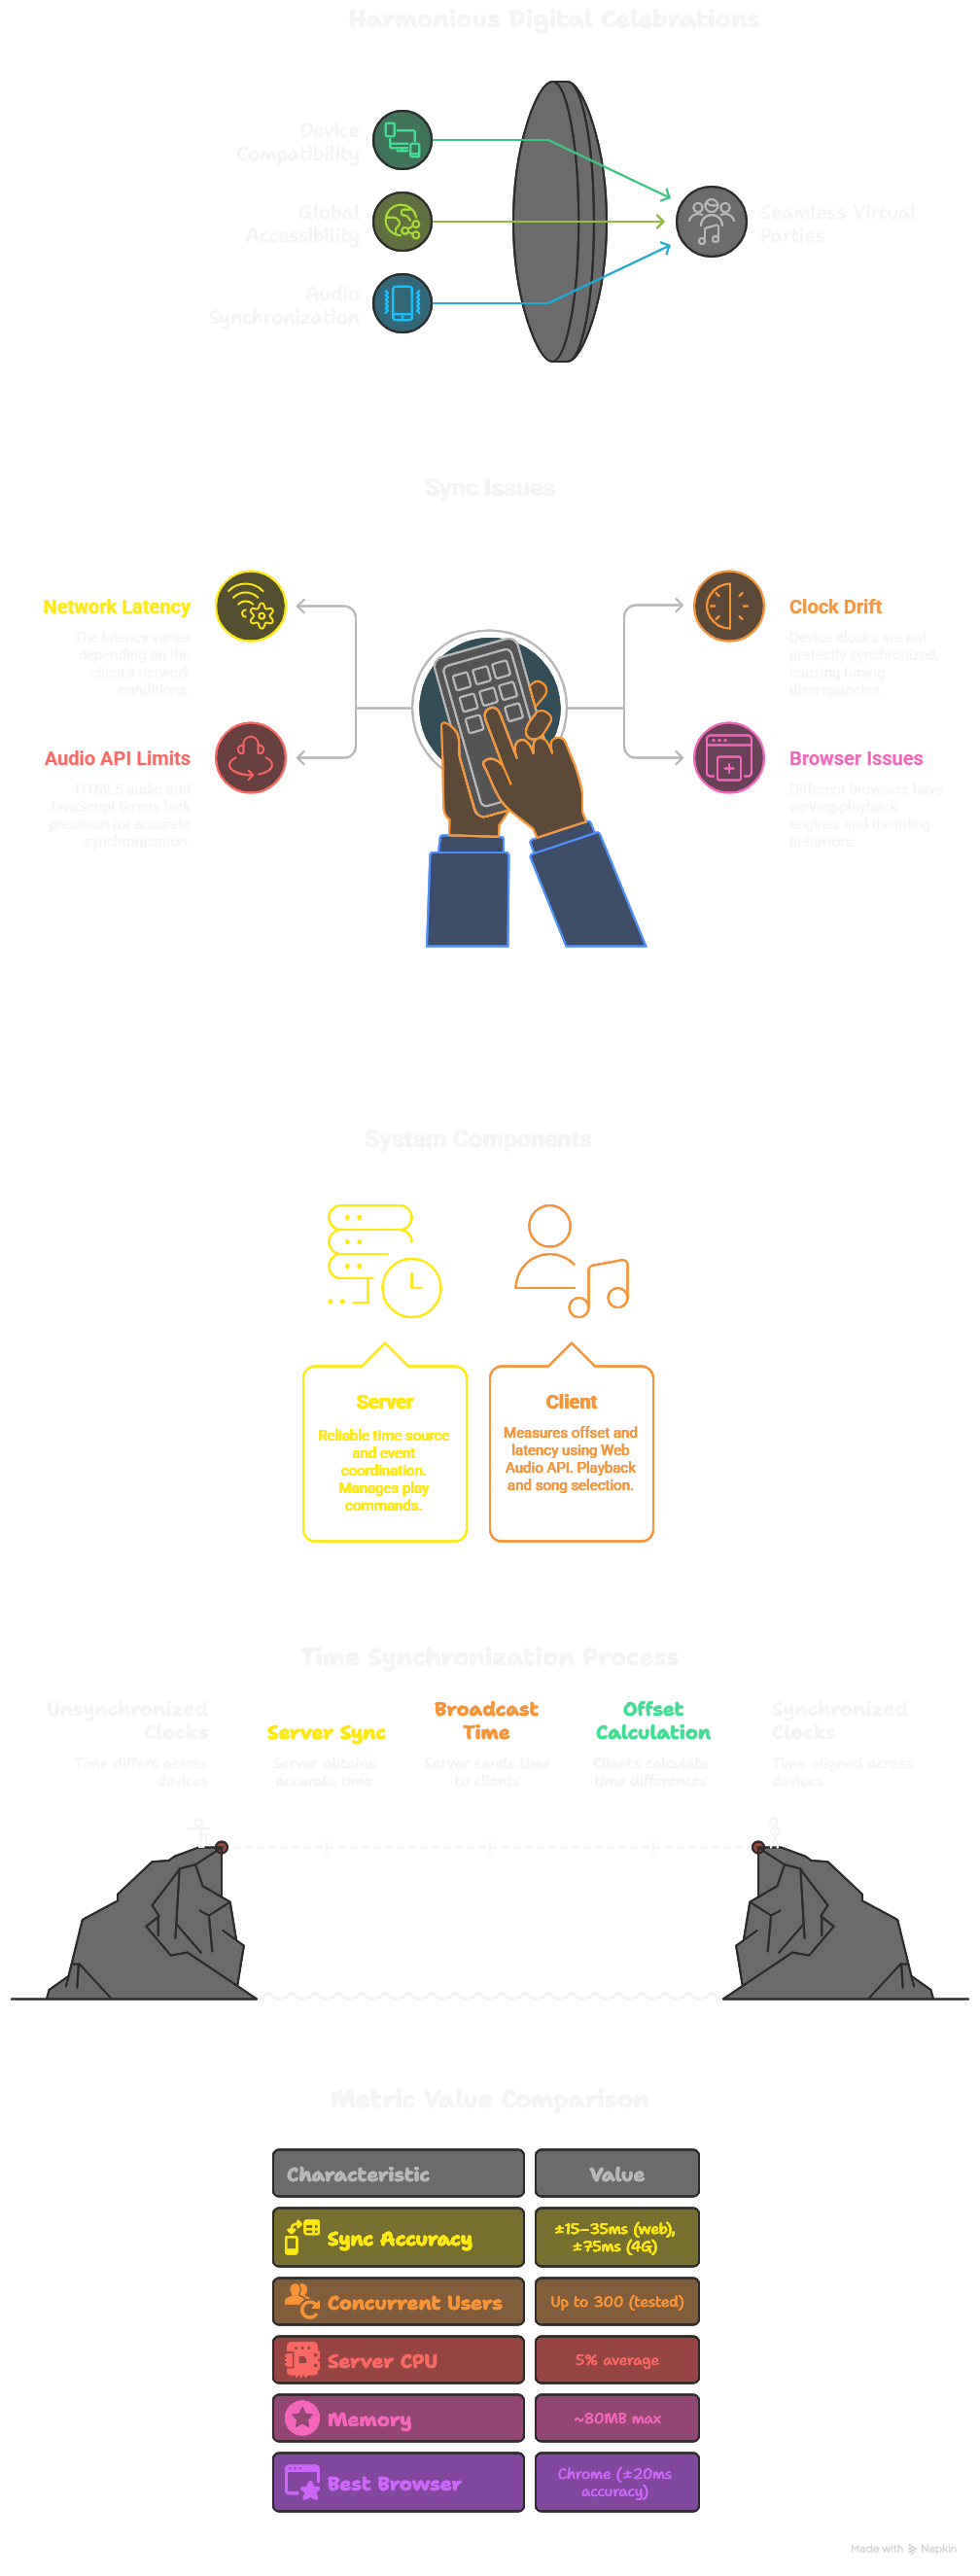 Harmonious Digital Celebrations
Device
Compatibility
Global
Accessibility
Audio
Synchronization
Seamless Virtual
Parties
Sync Issues
Network Latency
The latency varies
depending on the
client's network
conditions.
Audio API Limits
HTML5 audio and
JavaScript timers lack
precision for accurate
synchronization.
Clock Drift
Device clocks are not
perfectly synchronized,
causing timing
discrepancies.
Browser Issues
Different browsers have
varying playback
engines and throttling
behaviors.
System Components
Server
Reliable time source
and event
coordination.
Manages play
commands.
Client
Measures offset and
latency using Web
Audio API. Playback
and song selection.
Time Synchronization Process
Unsynchronized
Clocks
Time differs across
devices
Server Sync
Server obtains
accurate time
Broadcast
Time
Server sends time
to clients
Offset
Calculation
Clients calculate
time differences
Synchronized
Clocks
Time aligned across
devices
Metric Value Comparison
Characteristic
Value
Sync Accuracy
±15–35ms (web),
±75ms (4G)
Concurrent Users
Up to 300 (tested)
Server CPU
5% average
Memory
~80MB max
Best Browser
Chrome (±20ms
accuracy)
Made with Napkin